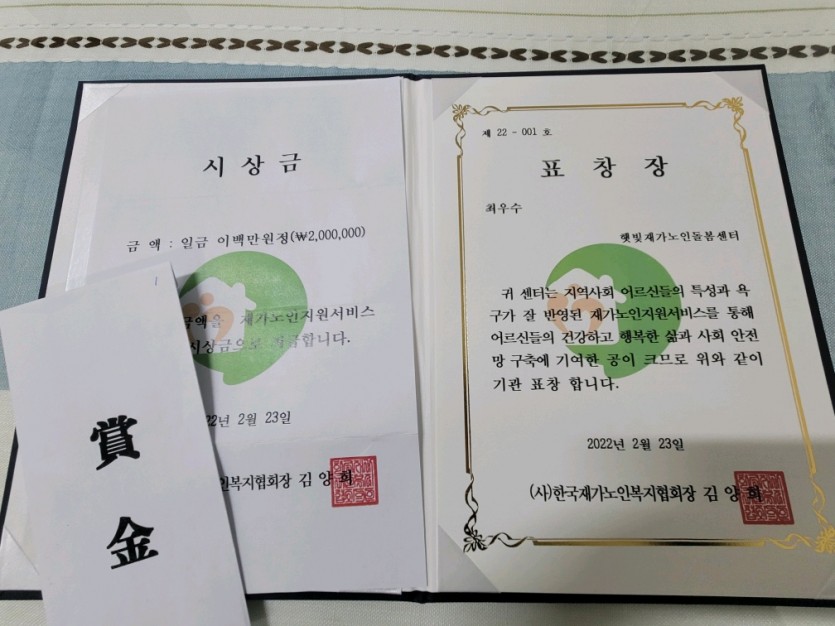 시 상 금
금 액 : 일금 이백만원정(₩2,000,000)
금액을 재가노인지원서비스
시상금으로 합니다.
22년 2월 23일
인복지협회장 김 양 희
賞
金
제 22 - 001 호
표 창 장
최우수
햇빛재가노인돌봄센터
귀 센터는 지역사회 어르신들의 특성과 욕
구가 잘 반영된 재가노인지원서비스를 통해
어르신들의 건강하고 행복한 삶과 사회 안전
망 구축에 기여한 공이 크므로 위와 같이
기관 표창 합니다.
2022년 2월 23일
(사)한국재가노인복지협회장 김 양 희